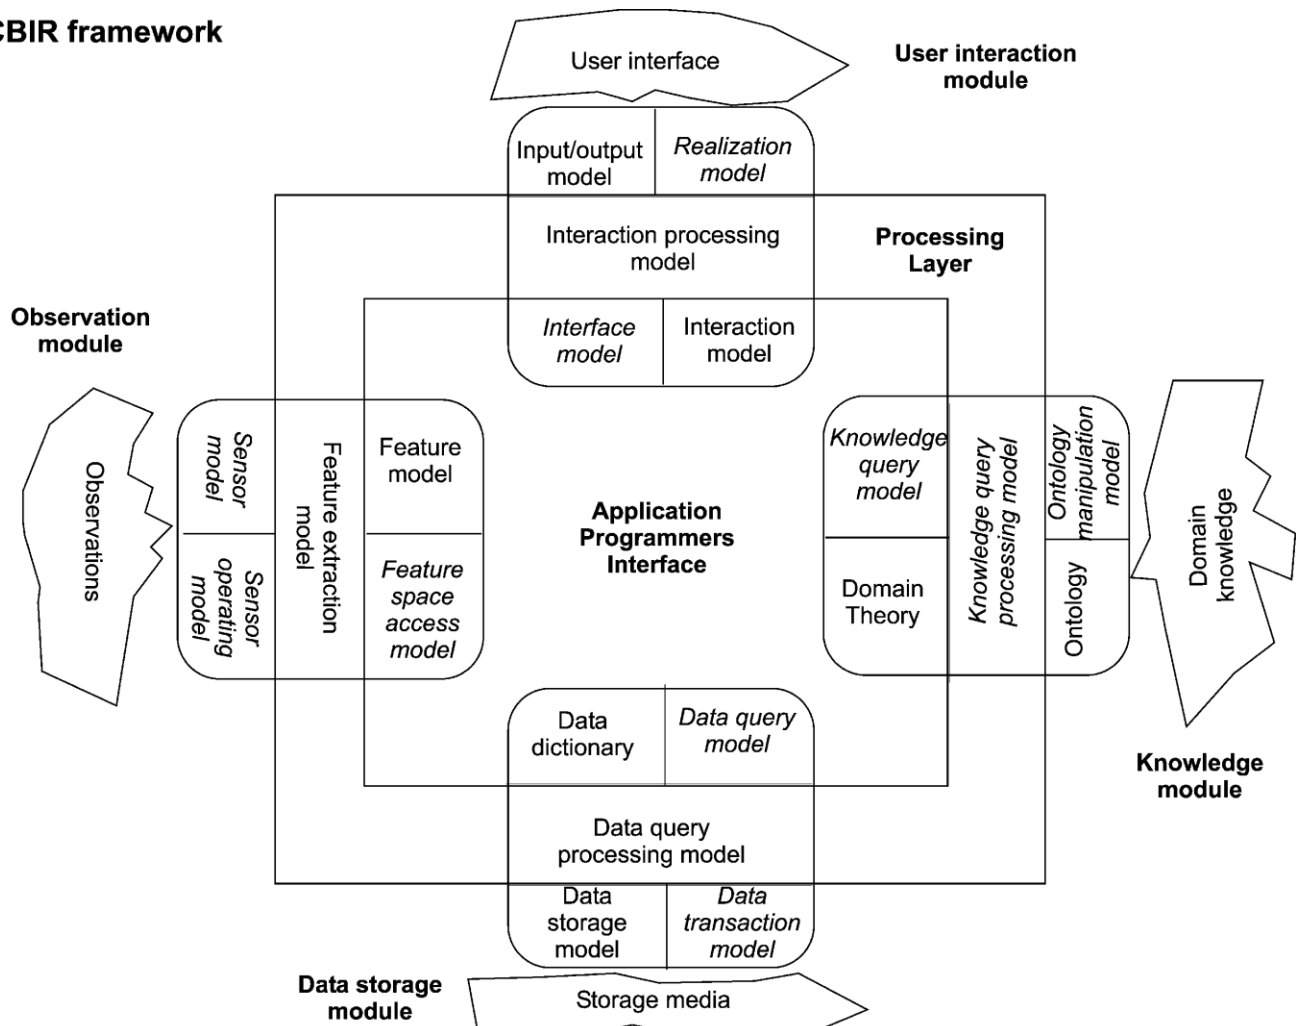 CBIR framework
User interface
User interaction
module
Input/output
model
Realization
model
Interaction processing
model
Processing
Layer
Interface
model
Interaction
model
Observation
module
Observations
Sensor
model
Sensor
operating
model
Feature extraction
model
Feature
model
Feature
space
access
model
Application
Programmers
Interface
Knowledge
query
model
Domain
Theory
Knowledge query
processing model
Ontology
manipulation
model
Ontology
Domain
knowledge
Knowledge
module
Data
dictionary
Data query
model
Data query
processing model
Data
storage
model
Data
transaction
model
Data storage
module
Storage media